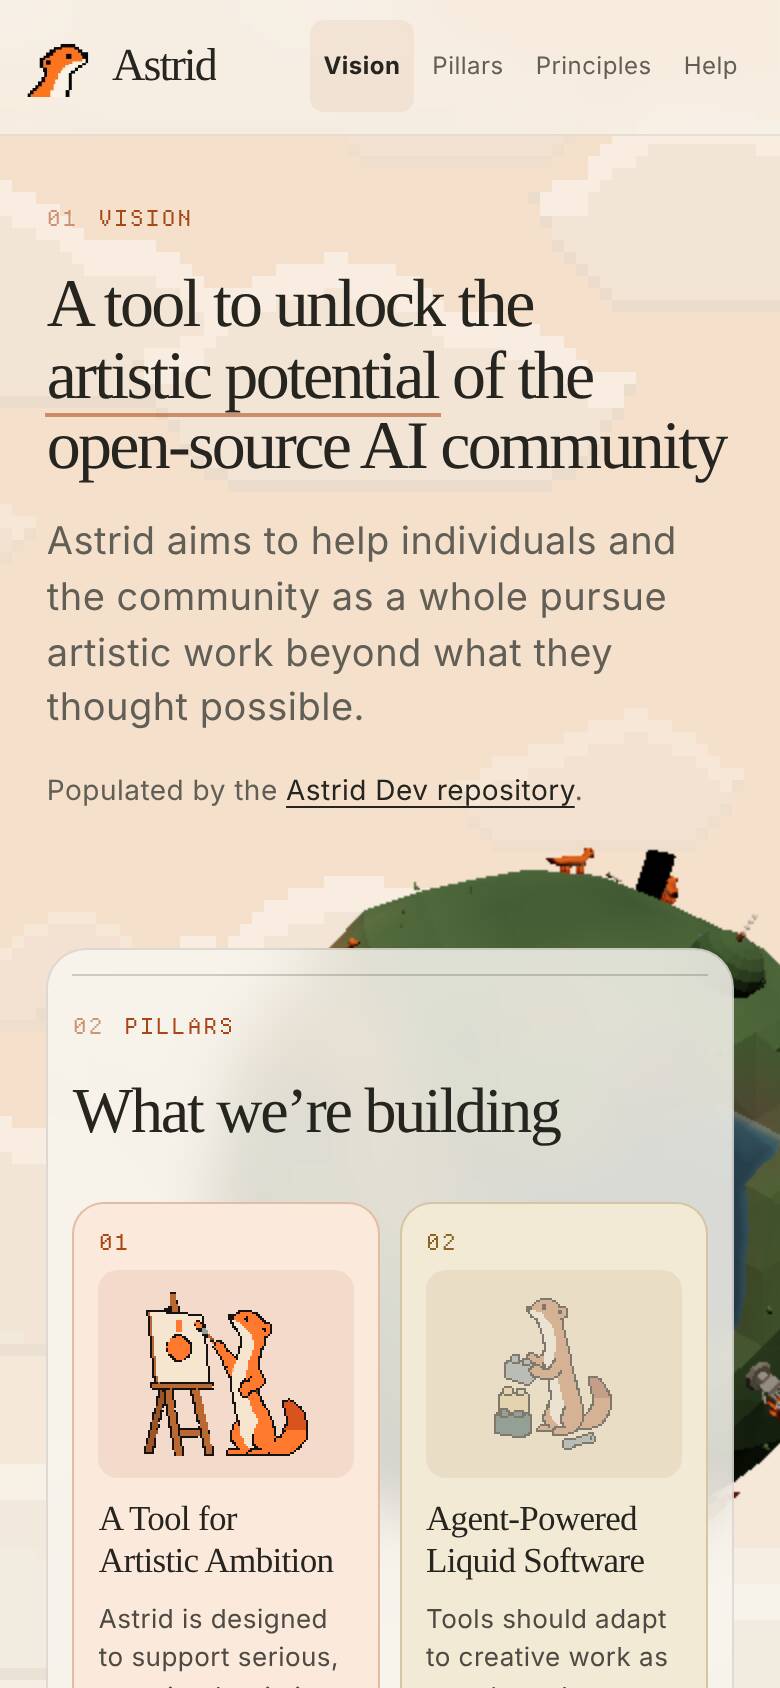 Astrid
Vision
Pillars
Principles
Help
01 VISION
A tool to unlock the
artistic potential of the
open-source AI community
Astrid aims to help individuals and
the community as a whole pursue
artistic work beyond what they
thought possible.
Populated by the Astrid Dev repository.
02 PILLARS
What we’re building
01
A Tool for
Artistic Ambition
Astrid is designed
to support serious,
02
Agent-Powered
Liquid Software
Tools should adapt
to creative work as